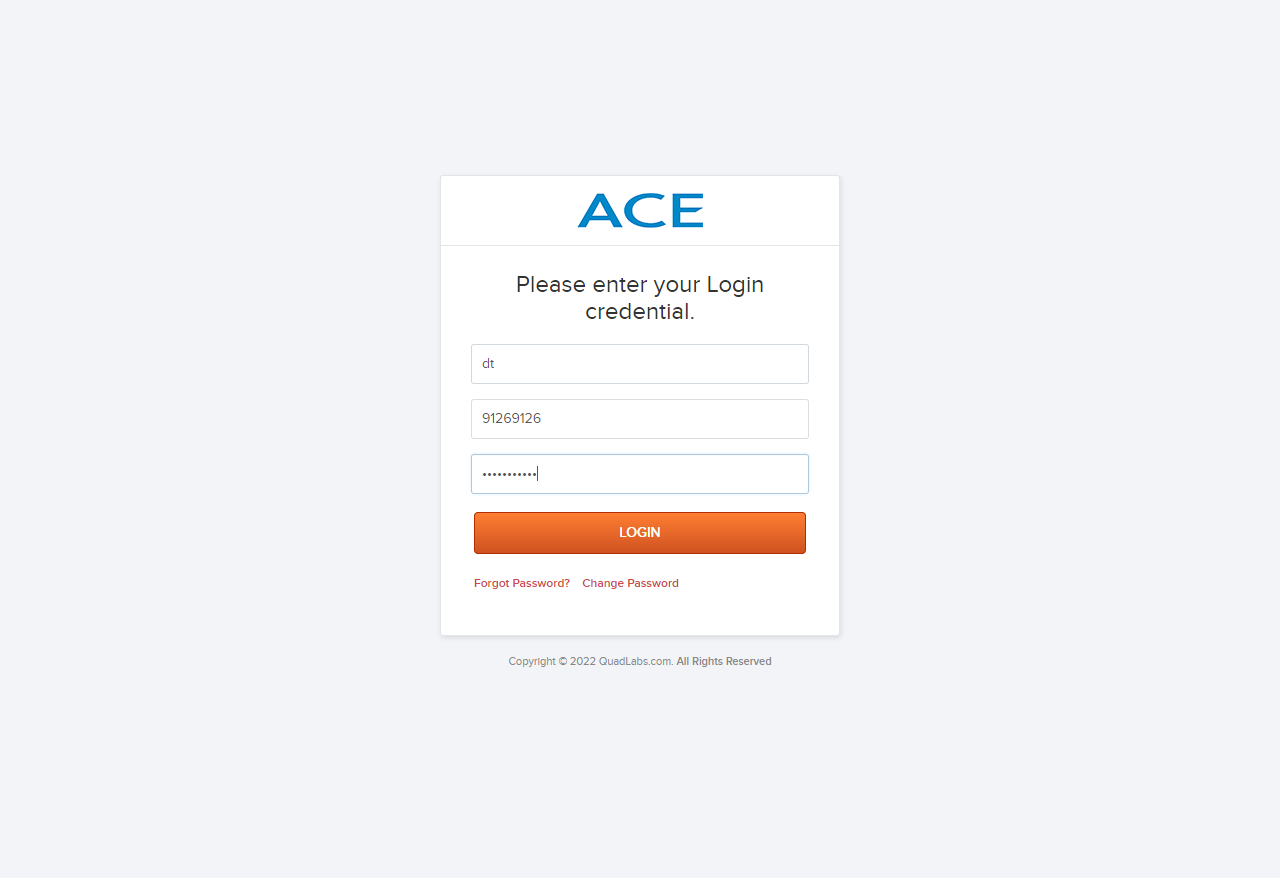 ACE
Please enter your Login
credential.
dt
91269126
•••••••••••
LOGIN
Forgot Password? Change Password
Copyright © 2022 QuadLabs.com. All Rights Reserved